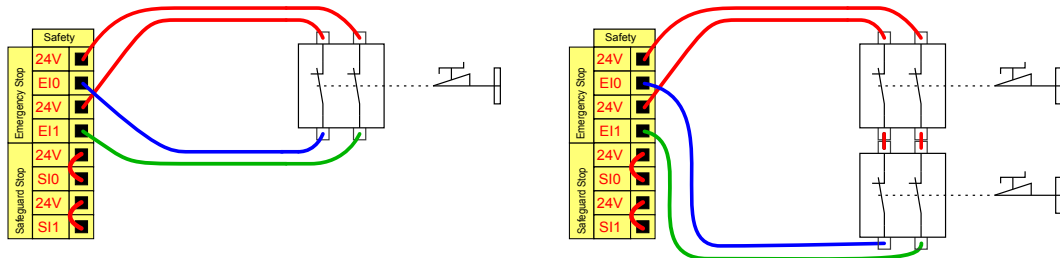 Safety
Emergency Stop
24V
EI0
24V
EI1
Safeguard Stop
24V
SI0
24V
SI1
Safety
Emergency Stop
24V
EI0
24V
EI1
Safeguard Stop
24V
SI0
24V
SI1